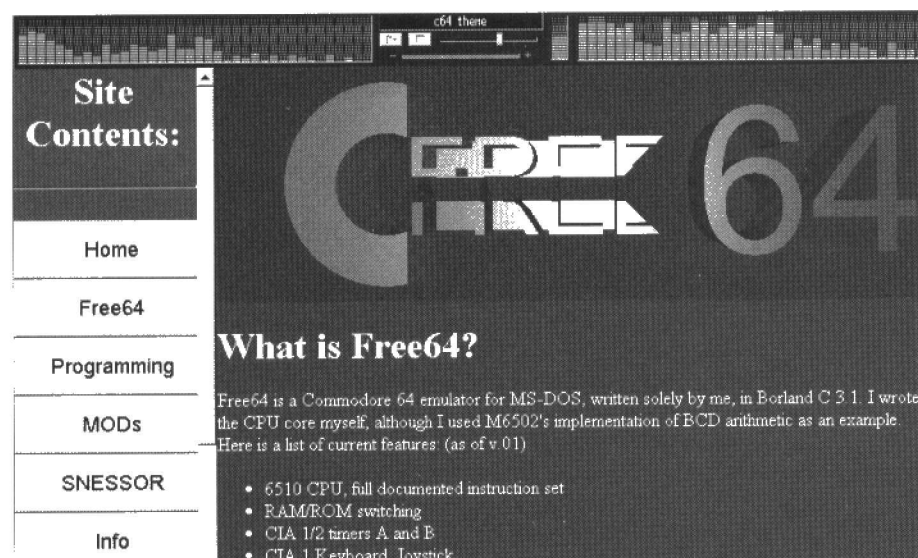 c64 theme
Site
Contents:
Home
Free64
Programming
MODs
SNESSOR
Info
FREE 64
What is Free64?
Free64 is a Commodore 64 emulator for MS-DOS, written solely by me, in Borland C 3.1. I wrote
the CPU core myself, although I used M6502's implementation of BCD arithmetic as an example.
Here is a list of current features: (as of v.01)
6510 CPU, full documented instruction set
RAM/ROM switching
CIA 1/2 timers A and B
CIA 1 Keyboard, Joystick